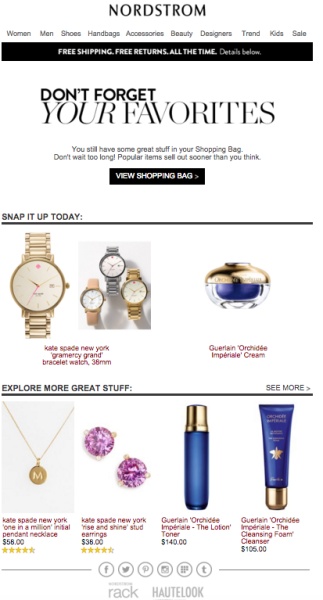 NORDSTROM
Women Men Shoes Handbags Accessories Beauty Designers Trend Kids Sale
FREE SHIPPING. FREE RETURNS. ALL THE TIME. Details below.
DON'T FORGET
YOUR FAVORITES
You still have some great stuff in your Shopping Bag.
Don't wait too long! Popular items sell out sooner than you think.
VIEW SHOPPING BAG >
SNAP IT UP TODAY:
kate spade new york
'gramercy grand'
bracelet watch, 38mm
Guerlain 'Orchidée
Impériale' Cream
EXPLORE MORE GREAT STUFF: SEE MORE >
M
kate spade new york
'one in a million' initial
pendant necklace
$58.00
kate spade new york
'rise and shine' stud
earrings
$38.00
Guerlain 'Orchidée
Impériale - The Lotion'
Toner
$140.00
Guerlain 'Orchidée
Impériale - The
Cleansing Foam'
Cleanser
$105.00
NORDSTROM
rack
HAUTELOOK